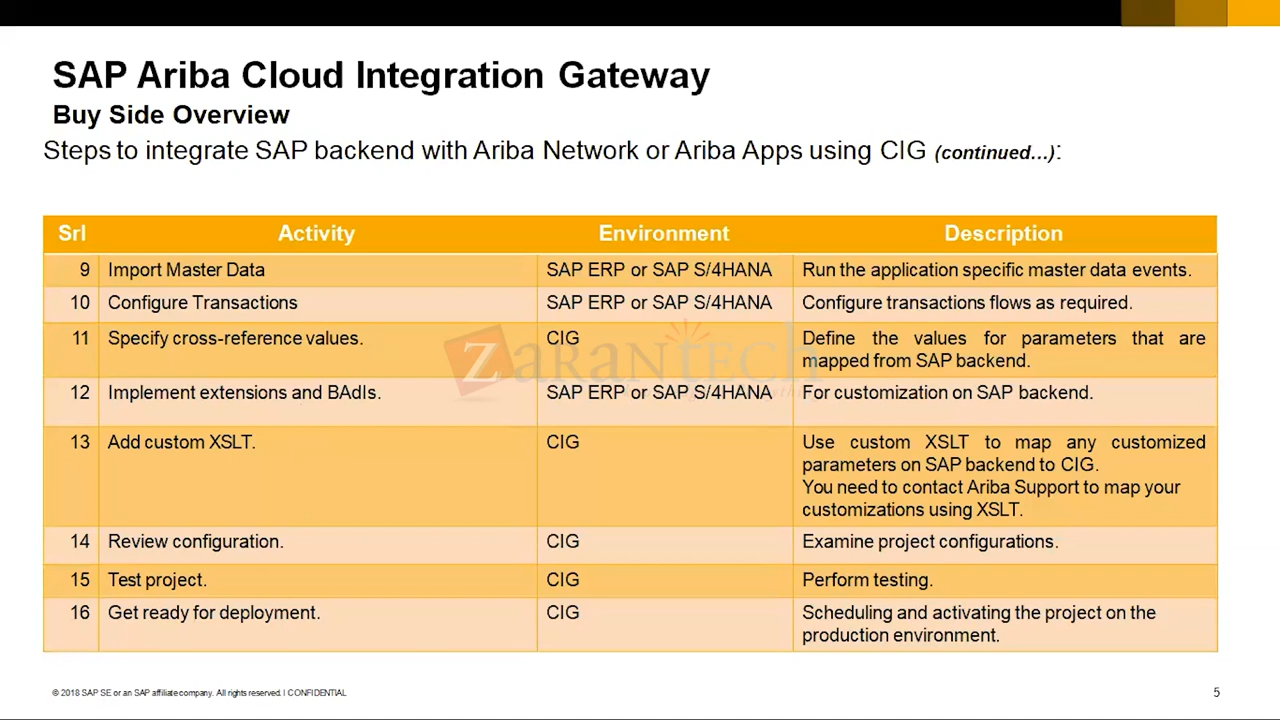 SAP Ariba Cloud Integration Gateway
Buy Side Overview
Steps to integrate SAP backend with Ariba Network or Ariba Apps using CIG (continued…):
Srl Activity Environment Description
9 Import Master Data SAP ERP or SAP S/4HANA Run the application specific master data events.
10 Configure Transactions SAP ERP or SAP S/4HANA Configure transactions flows as required.
11 Specify cross-reference values. CIG Define the values for parameters that are
mapped from SAP backend.
ZARANTECH
12 Implement extensions and BAdIs. SAP ERP or SAP S/4HANA For customization on SAP backend.
13 Add custom XSLT. CIG Use custom XSLT to map any customized
parameters on SAP backend to CIG.
You need to contact Ariba Support to map your
customizations using XSLT.
14 Review configuration. CIG Examine project configurations.
15 Test project. CIG Perform testing.
16 Get ready for deployment. CIG Scheduling and activating the project on the
production environment.
© 2018 SAP SE or an SAP affiliate company. All rights reserved. I CONFIDENTIAL
5